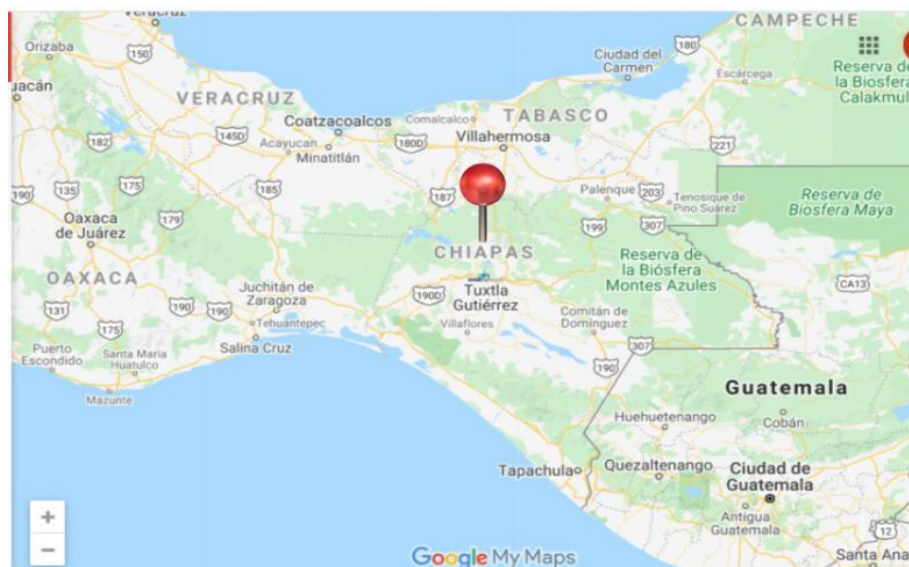 Veracruz
CAMPECHE
Orizaba
150
Ciudad del
Carmen
180
Escárcega
Reserva de
la Biosfera
Calakmul
uacán
VERACRUZ
Coatzacoalcos
Comalcalco
TABASCO
Villahermosa
182
145D
Acayucan
Minatitlán
180D
221
190
135
175
185
187
Palenque
203
Tenosique de
Pino Suárez
Reserva de
Biosfera Maya
Oaxaca
de Juárez
179
199
307
CHIAPAS
Reserva de
la Biósfera
Montes Azules
OAXACA
190
190
Juchitán de
Zaragoza
190D
Tuxtla
Gutiérrez
CA13
131
175
Tehuantepec
Villaflores
Comitán de
Domínguez
Puerto
Escondido
Santa María
Huatulco
Salina Cruz
307
190
Mazunte
Guatemala
Huehuetenango
Cobán
Tapachula
Quezaltenango
Ciudad de
Guatemala
Antigua
Guatemala
12
+
−
Google My Maps
Santa Ana